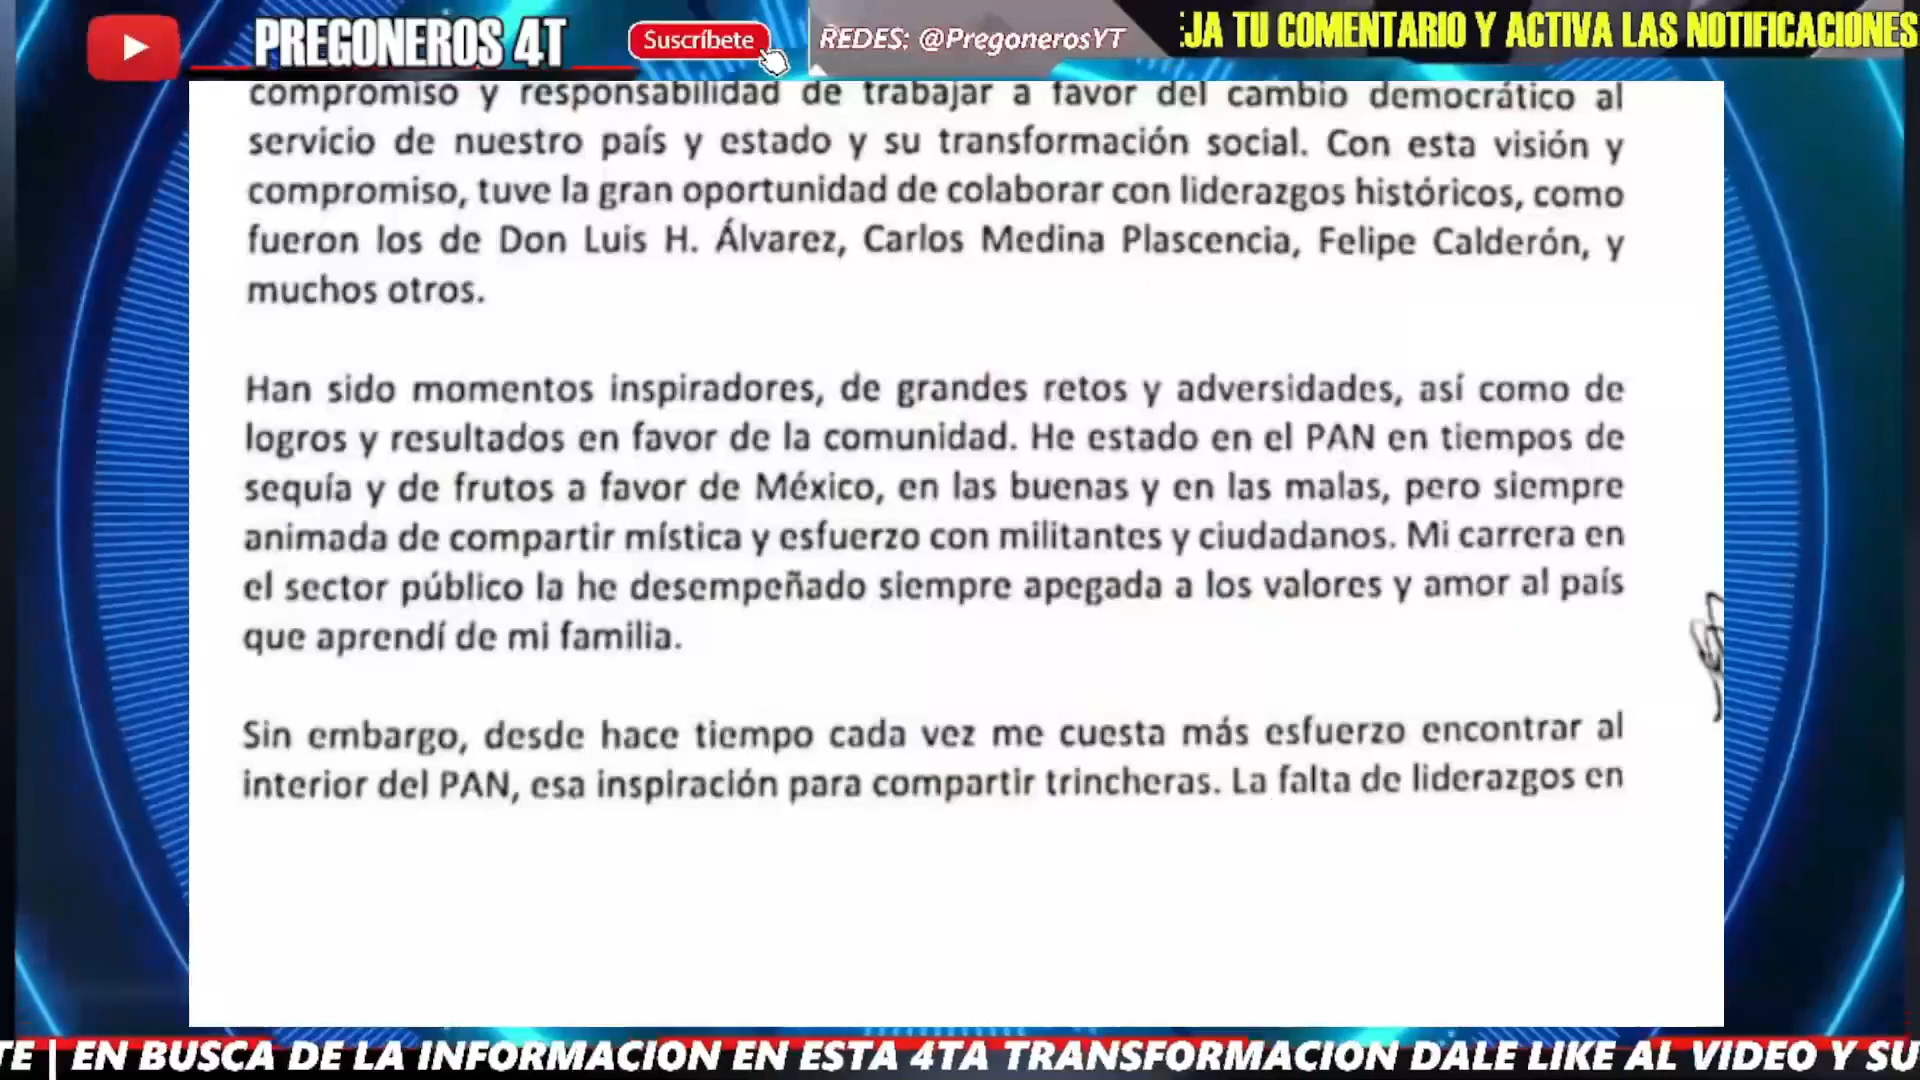 PREGONEROS 4T
Suscríbete
REDES: @PregonerosYT
EJA TU COMENTARIO Y ACTIVA LAS NOTIFICACIONES
compromiso y responsabilidad de trabajar a favor del cambio democrático al
servicio de nuestro país y estado y su transformación social. Con esta visión y
compromiso, tuve la gran oportunidad de colaborar con liderazgos históricos, como
fueron los de Don Luis H. Álvarez, Carlos Medina Plascencia, Felipe Calderón, y
muchos otros.
Han sido momentos inspiradores, de grandes retos y adversidades, así como de
logros y resultados en favor de la comunidad. He estado en el PAN en tiempos de
sequía y de frutos a favor de México, en las buenas y en las malas, pero siempre
animada de compartir mística y esfuerzo con militantes y ciudadanos. Mi carrera en
el sector público la he desempeñado siempre apegada a los valores y amor al país
que aprendí de mi familia.
Sin embargo, desde hace tiempo cada vez me cuesta más esfuerzo encontrar al
interior del PAN, esa inspiración para compartir trincheras. La falta de liderazgos en
TE | EN BUSCA DE LA INFORMACION EN ESTA 4TA TRANSFORMACION DALE LIKE AL VIDEO Y SU